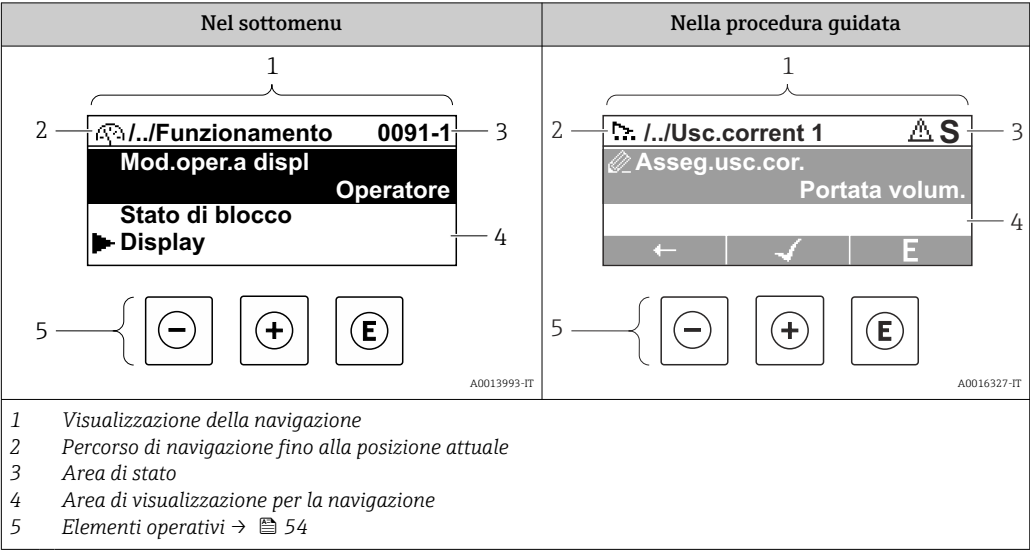 Nel sottomenu
Nella procedura guidata
1
2
/../Funzionamento 0091-1
3
Mod.oper.a displ
Operatore
Stato di blocco
Display
4
5
- + E
A0013993-IT
1
2
/../Usc.corrent 1 S
3
Asseg.usc.cor.
Portata volum.
4
← ✓ E
5
- + E
A0016327-IT
1 Visualizzazione della navigazione
2 Percorso di navigazione fino alla posizione attuale
3 Area di stato
4 Area di visualizzazione per la navigazione
5 Elementi operativi → 54